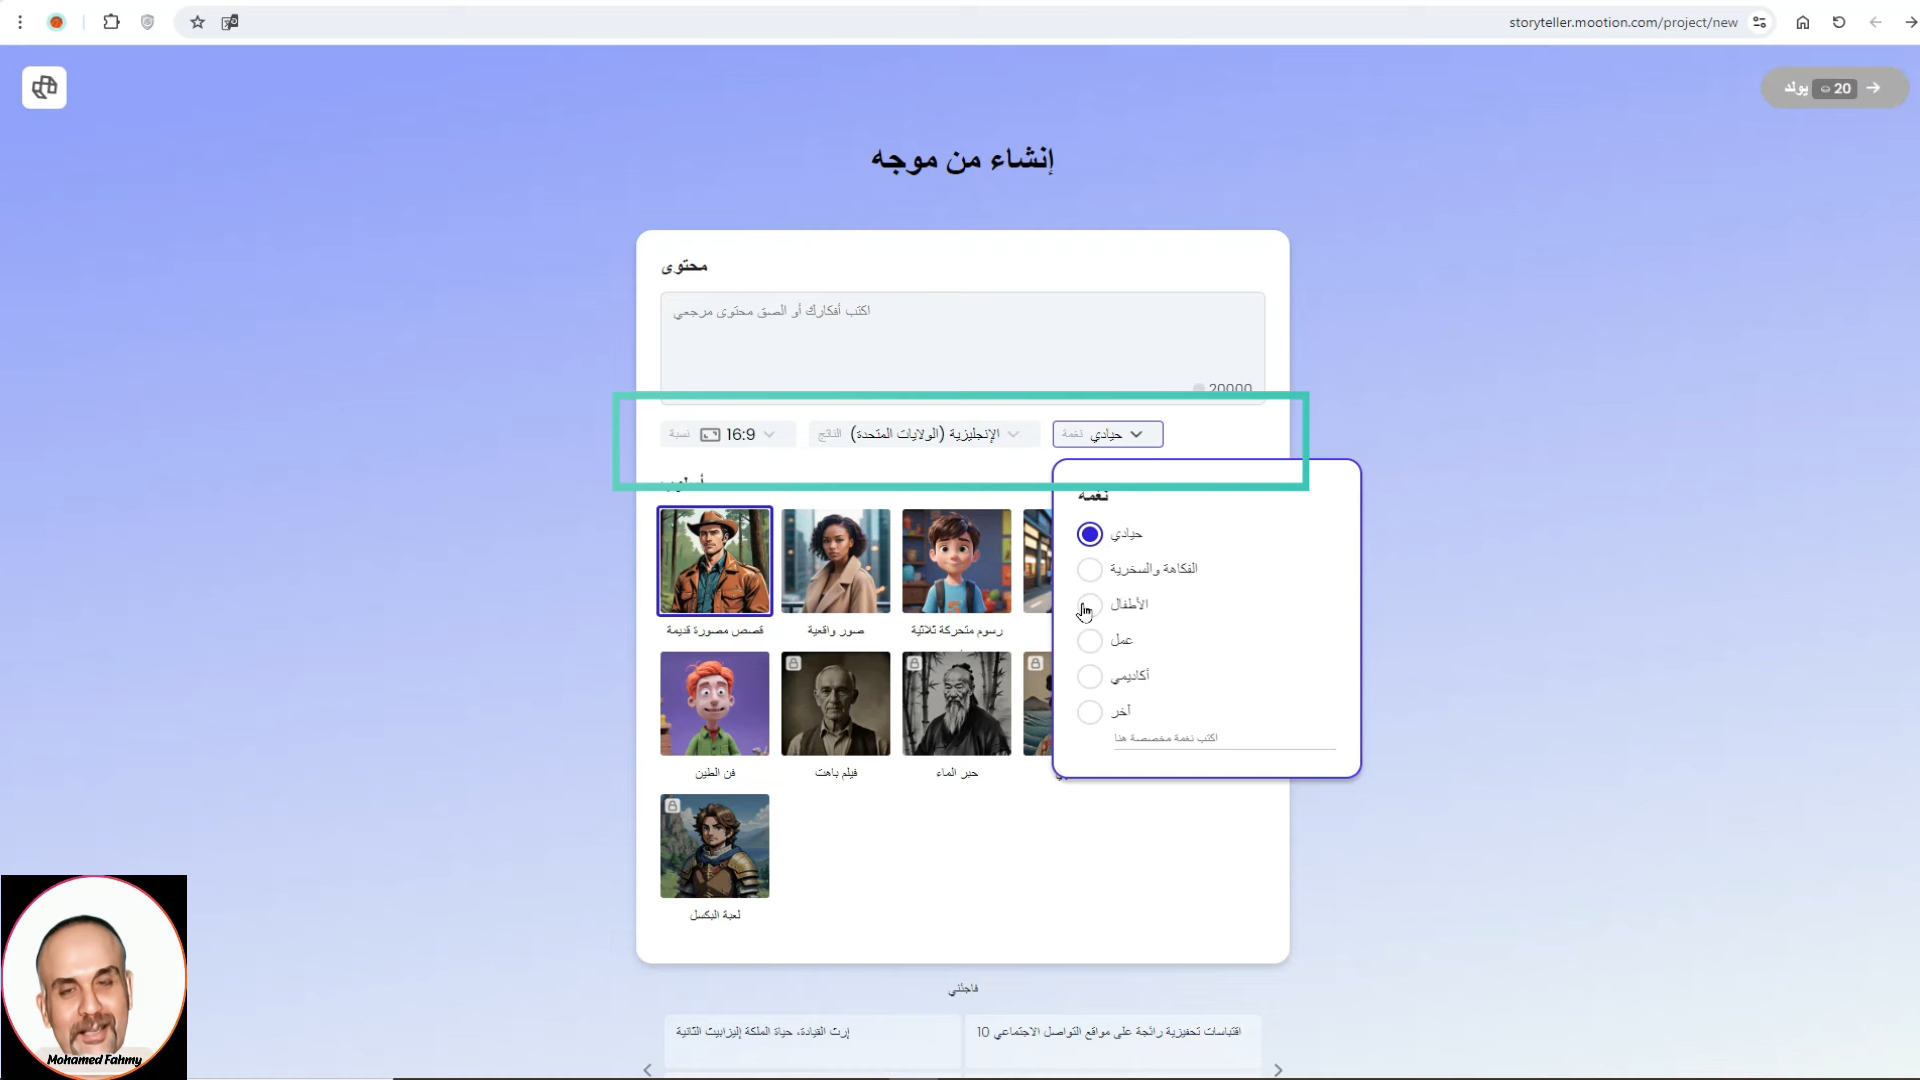 storyteller.mootion.com/project/new
يولد 20
إنشاء من موجه
محتوى
اكتب أفكارك أو الصق محتوى مرجعي
20000
نسبة 16:9
الناتج الإنجليزية (الولايات المتحدة)
نغمة حيادي
نغمة
حيادي
الفكاهة والسخرية
الأطفال
عمل
أكاديمي
آخر
اكتب نغمة مخصصة هنا
قصص مصورة قديمة
صور واقعية
رسوم متحركة ثلاثية
فن الطين
فيلم باهت
حبر الماء
لعبة البكسل
فاجئني
إرث القيادة، حياة الملكة إليزابيث الثانية
اقتباسات تحفيزية رائجة على مواقع التواصل الاجتماعي 10
Mohamed Fahmy